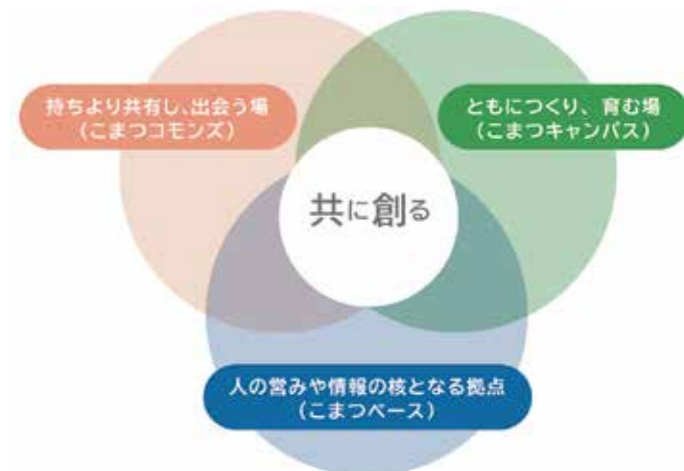 持ちより共有し、出会う場
（こまつコモンズ）
ともにつくり、育む場
（こまつキャンパス）
共に創る
人の営みや情報の核となる拠点
（こまつベース）